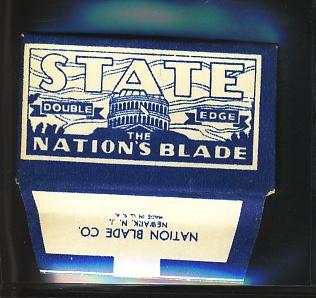 STATE
DOUBLE EDGE
THE
NATION'S BLADE
NATION BLADE CO.
NEWARK, N. J.
MADE IN U. S. A.